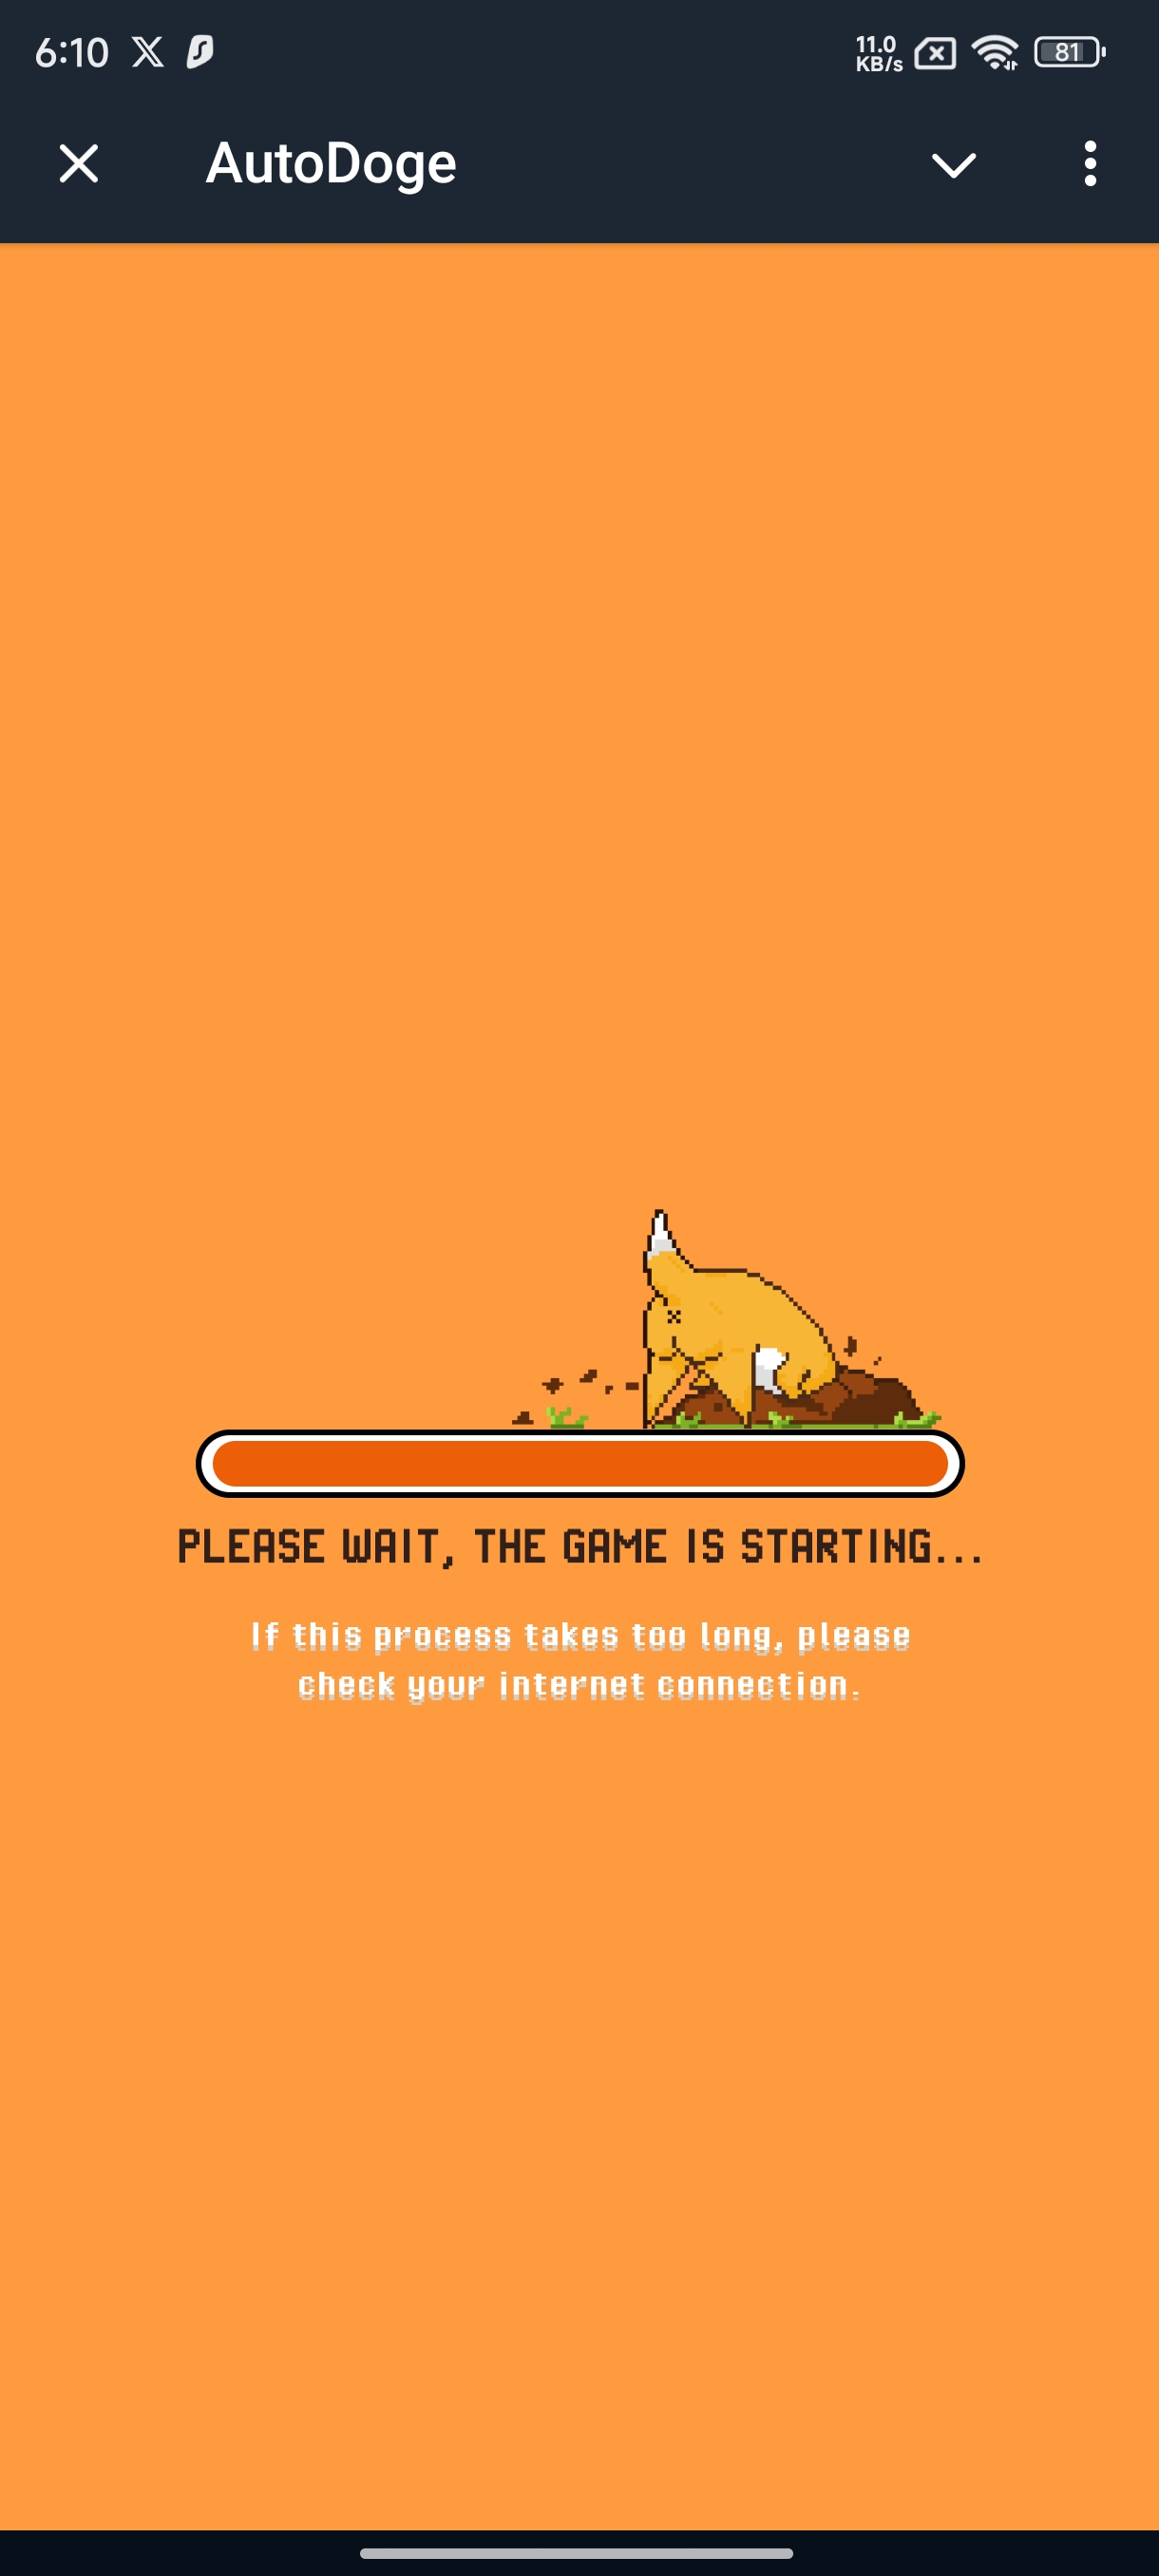 6:10
11.0
KB/s
81
AutoDoge
PLEASE WAIT, THE GAME IS STARTING...
If this process takes too long, please
check your internet connection.